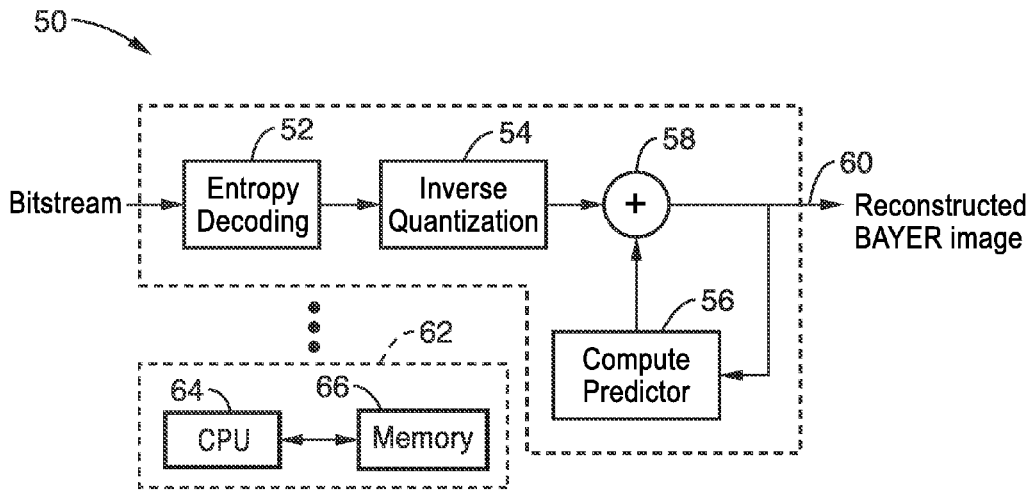 50
52
54
58
60
Bitstream
Entropy
Decoding
Inverse
Quantization
+
Reconstructed
BAYER image
56
Compute
Predictor
62
64
66
CPU
Memory